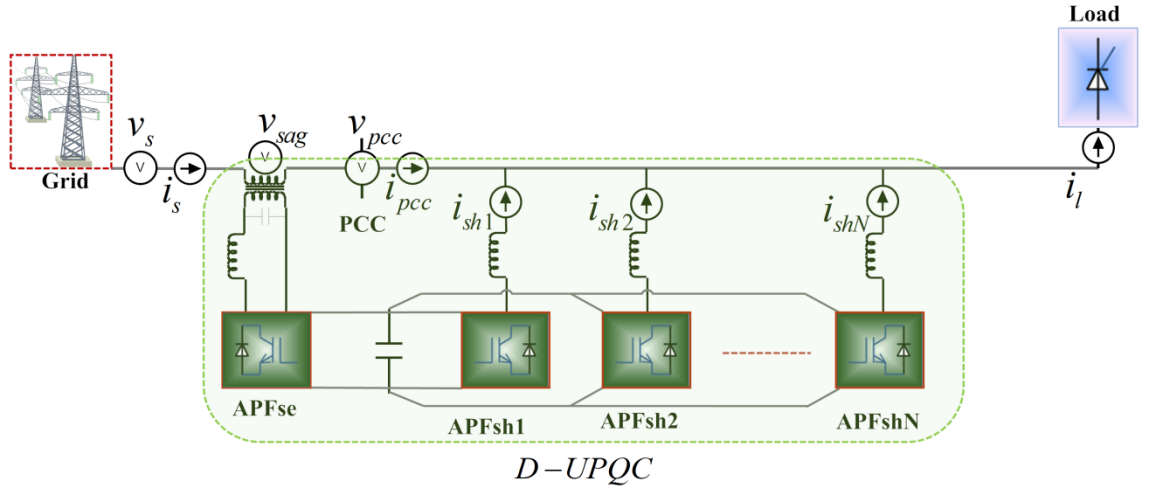 Load
v_s
v_sag
v_pcc
Grid
i_s
i_pcc
i_l
PCC
i_sh1
i_sh2
i_shN
APFse
APFsh1
APFsh2
APFshN
D-UPQC
V
V
V